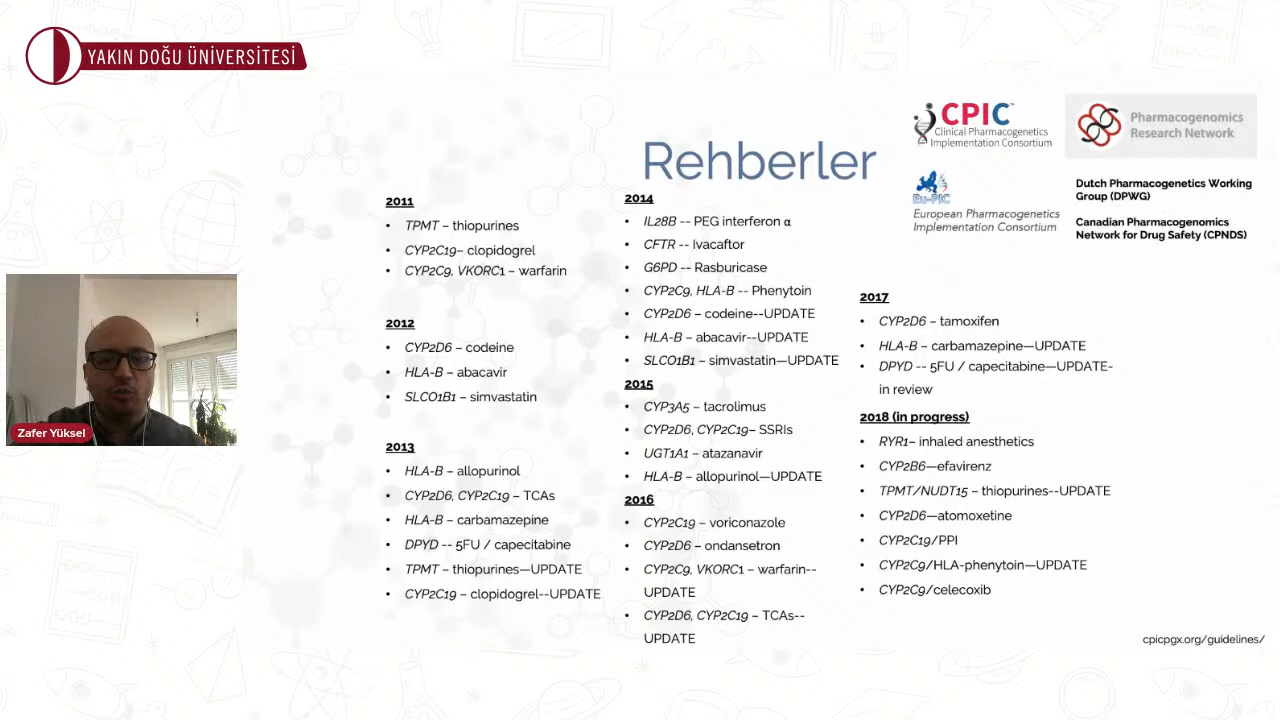 YAKIN DOĞU ÜNİVERSİTESİ
CPIC™
Clinical Pharmacogenetics
Implementation Consortium
Pharmacogenomics
Research Network
Rehberler
Eu-PIC
European Pharmacogenetics
Implementation Consortium
Dutch Pharmacogenetics Working
Group (DPWG)
Canadian Pharmacogenomics
Network for Drug Safety (CPNDS)
2011
• TPMT – thiopurines
• CYP2C19– clopidogrel
• CYP2C9, VKORC1 – warfarin
2012
• CYP2D6 – codeine
• HLA-B – abacavir
• SLCO1B1 – simvastatin
2013
• HLA-B – allopurinol
• CYP2D6, CYP2C19 – TCAs
• HLA-B – carbamazepine
• DPYD -- 5FU / capecitabine
• TPMT – thiopurines—UPDATE
• CYP2C19 – clopidogrel--UPDATE
2014
• IL28B -- PEG interferon α
• CFTR -- Ivacaftor
• G6PD -- Rasburicase
• CYP2C9, HLA-B -- Phenytoin
• CYP2D6 – codeine--UPDATE
• HLA-B – abacavir--UPDATE
• SLCO1B1 – simvastatin—UPDATE
2015
• CYP3A5 – tacrolimus
• CYP2D6, CYP2C19– SSRIs
• UGT1A1 – atazanavir
• HLA-B – allopurinol—UPDATE
2016
• CYP2C19 – voriconazole
• CYP2D6 – ondansetron
• CYP2C9, VKORC1 – warfarin--
UPDATE
• CYP2D6, CYP2C19 – TCAs--
UPDATE
2017
• CYP2D6 – tamoxifen
• HLA-B – carbamazepine—UPDATE
• DPYD -- 5FU / capecitabine—UPDATE-
in review
2018 (in progress)
• RYR1– inhaled anesthetics
• CYP2B6—efavirenz
• TPMT/NUDT15 – thiopurines--UPDATE
• CYP2D6—atomoxetine
• CYP2C19/PPI
• CYP2C9/HLA-phenytoin—UPDATE
• CYP2C9/celecoxib
cpicpgx.org/guidelines/
Zafer Yüksel